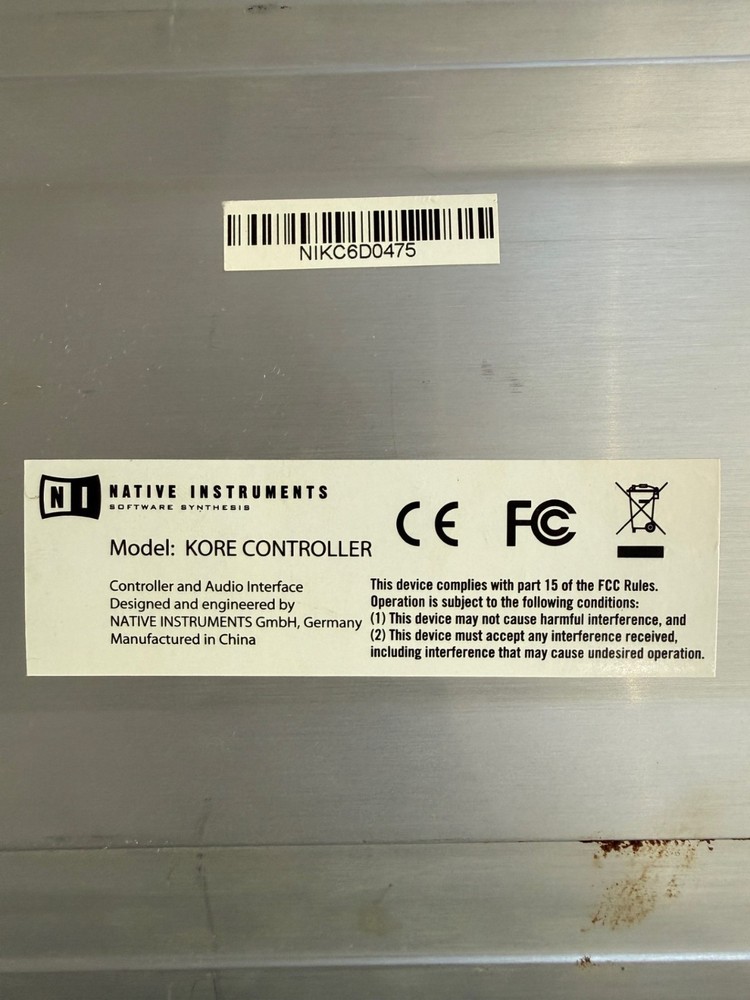 NIKC6D0475
NI NATIVE INSTRUMENTS
SOFTWARE SYNTHESIS
CE FC
Model: KORE CONTROLLER
Controller and Audio Interface
Designed and engineered by
NATIVE INSTRUMENTS GmbH, Germany
Manufactured in China
This device complies with part 15 of the FCC Rules.
Operation is subject to the following conditions:
(1) This device may not cause harmful interference, and
(2) This device must accept any interference received,
including interference that may cause undesired operation.